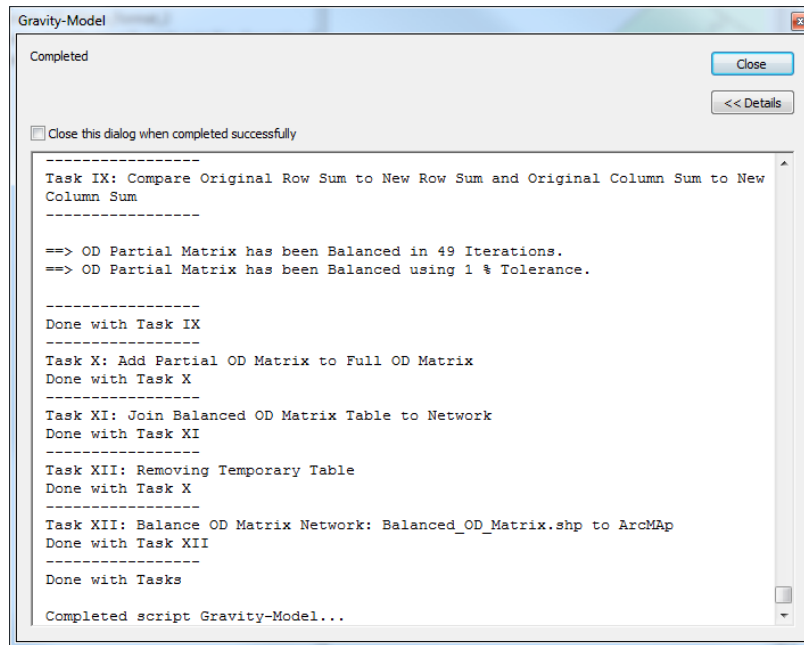 Gravity-Model
Completed
Close
<< Details
Close this dialog when completed successfully
-----------------
Task IX: Compare Original Row Sum to New Row Sum and Original Column Sum to New
Column Sum
-----------------
==> OD Partial Matrix has been Balanced in 49 Iterations.
==> OD Partial Matrix has been Balanced using 1 % Tolerance.
-----------------
Done with Task IX
-----------------
Task X: Add Partial OD Matrix to Full OD Matrix
Done with Task X
-----------------
Task XI: Join Balanced OD Matrix Table to Network
Done with Task XI
-----------------
Task XII: Removing Temporary Table
Done with Task X
-----------------
Task XII: Balance OD Matrix Network: Balanced_OD_Matrix.shp to ArcMAp
Done with Task XII
-----------------
Done with Tasks
Completed script Gravity-Model...